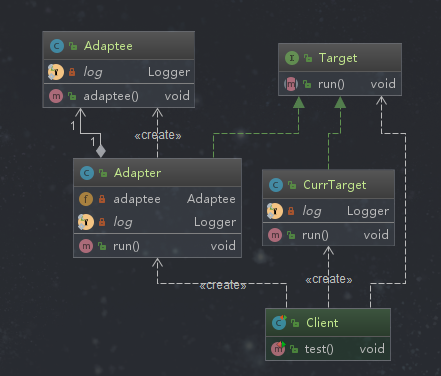 C Adaptee
log Logger
m adaptee() void
I Target
m run() void
1
1
«create»
C Adapter
f adaptee Adaptee
log Logger
m run() void
C CurrTarget
log Logger
m run() void
«create»
«create»
C Client
m test() void